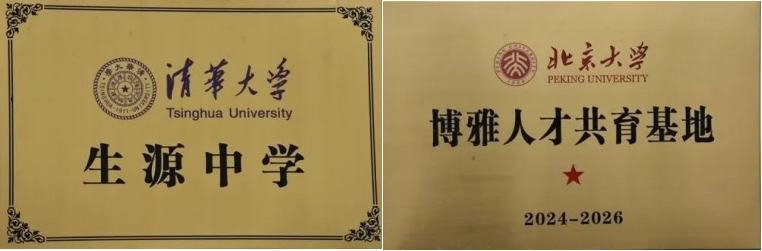 清華大学
Tsinghua University
生源中学
北京大学
PEKING UNIVERSITY
博雅人才共育基地
2024-2026